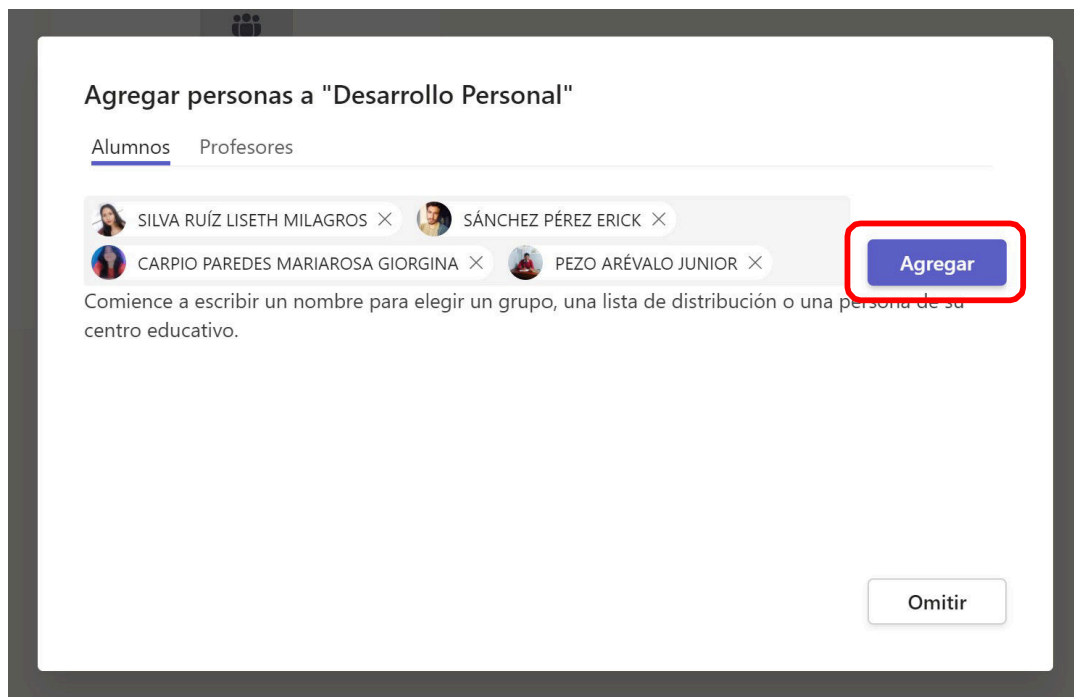 Agregar personas a "Desarrollo Personal"
Alumnos Profesores
SILVA RUÍZ LISETH MILAGROS SÁNCHEZ PÉREZ ERICK
CARPIO PAREDES MARIAROSA GIORGINA PEZO ARÉVALO JUNIOR
Agregar
Comience a escribir un nombre para elegir un grupo, una lista de distribución o una persona de su
centro educativo.
Omitir